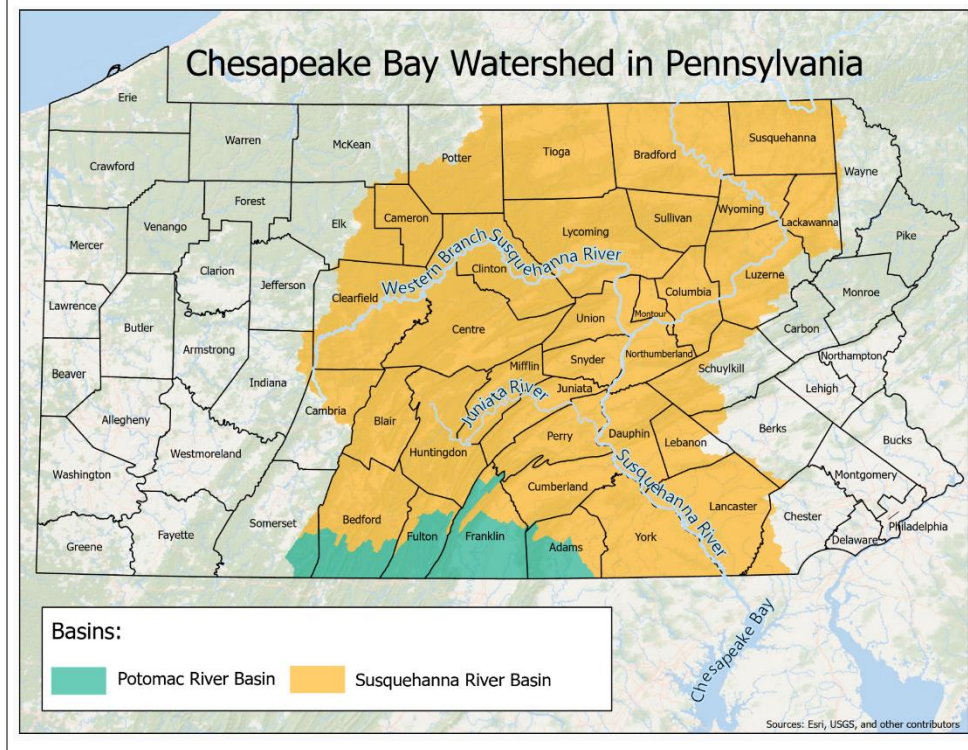 Chesapeake Bay Watershed in Pennsylvania
Erie
Warren
McKean
Potter
Tioga
Bradford
Susquehanna
Wayne
Crawford
Forest
Elk
Cameron
Sullivan
Wyoming
Lackawanna
Pike
Mercer
Venango
Clarion
Jefferson
Clearfield
Western Branch Susquehanna River
Clinton
Lycoming
Luzerne
Columbia
Montour
Monroe
Lawrence
Butler
Armstrong
Centre
Union
Snyder
Northumberland
Carbon
Northampton
Schuylkill
Lehigh
Beaver
Indiana
Cambria
Mifflin
Juniata
Juniata River
Allegheny
Blair
Huntingdon
Perry
Dauphin
Lebanon
Berks
Bucks
Westmoreland
Washington
Cumberland
Susquehanna River
Lancaster
Montgomery
Chester
Philadelphia
Delaware
Greene
Fayette
Somerset
Bedford
Fulton
Franklin
Adams
York
Chesapeake Bay
Basins:
Potomac River Basin
Susquehanna River Basin
Sources: Esri, USGS, and other contributors